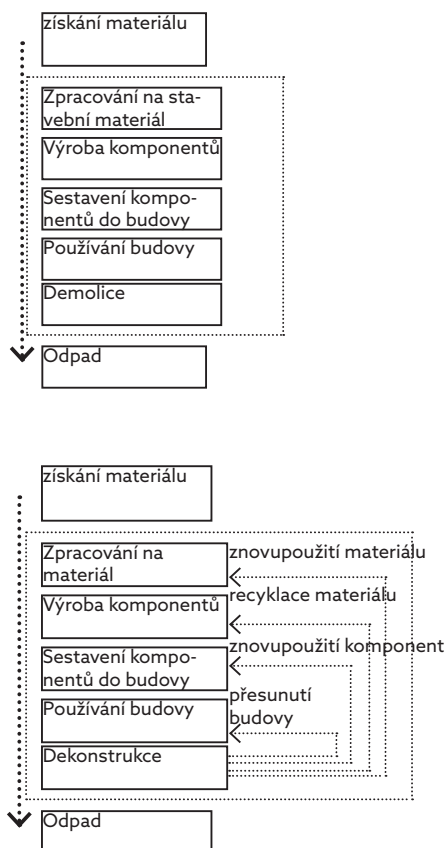 získání materiálu
Zpracování na sta-
vební materiál
Výroba komponentů
Sestavení kompo-
nentů do budovy
Používání budovy
Demolice
Odpad
získání materiálu
Zpracování na
materiál
znovupoužití materiálu
Výroba komponentů
recyklace materiálu
Sestavení kompo-
nentů do budovy
znovupoužití komponent
Používání budovy
přesunutí
budovy
Dekonstrukce
Odpad